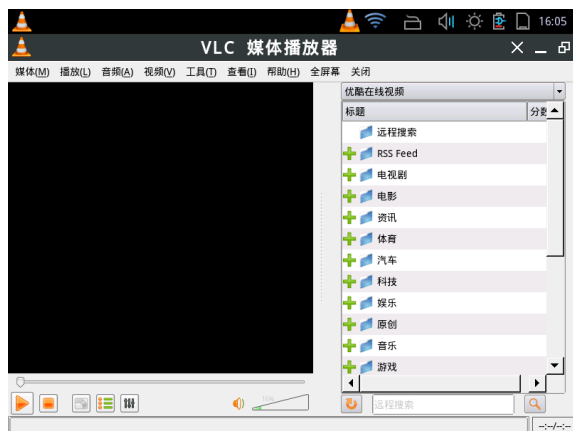 16:05
VLC 媒体播放器
媒体(M) 播放(L) 音频(A) 视频(V) 工具(T) 查看(I) 帮助(H) 全屏幕 关闭
优酷在线视频
标题 分数
远程搜索
RSS Feed
电视剧
电影
资讯
体育
汽车
科技
娱乐
原创
音乐
游戏
16%
远程搜索
--:--/--:--